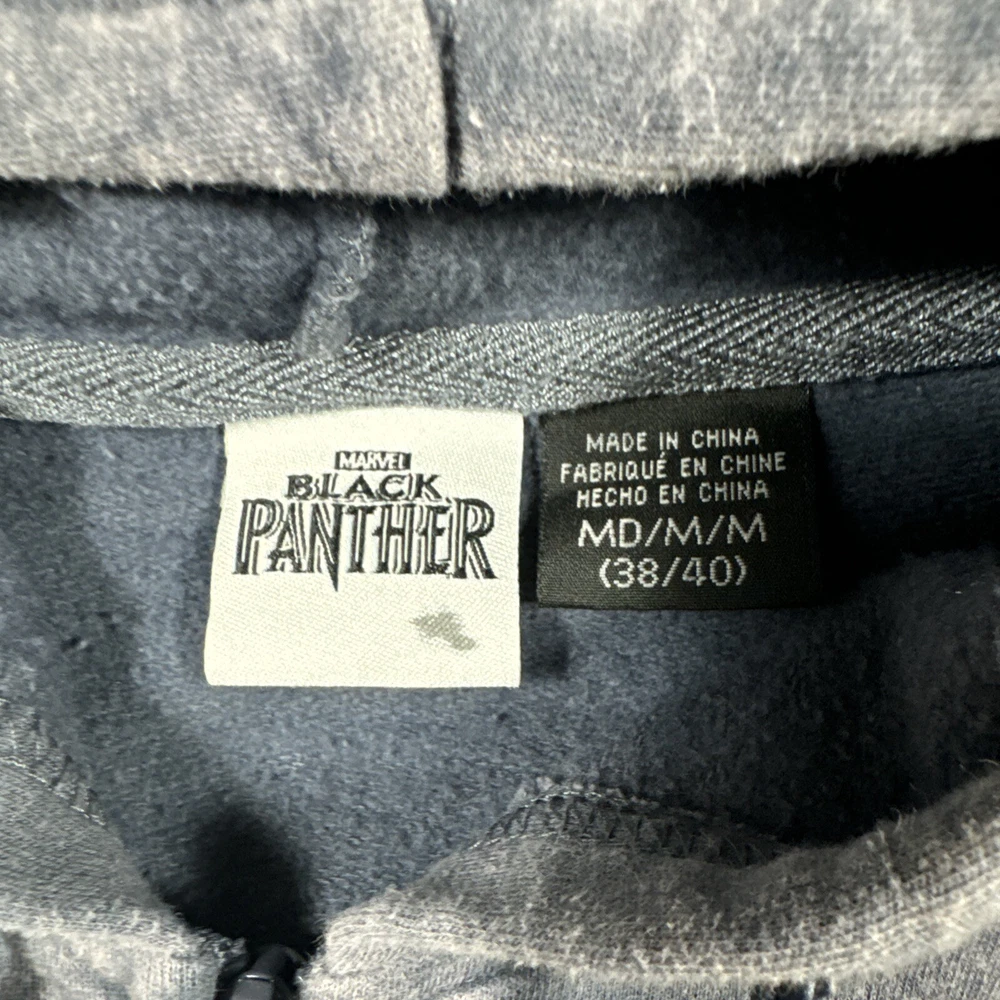 MARVEL
BLACK
PANTHER
MADE IN CHINA
FABRIQUÉ EN CHINE
HECHO EN CHINA
MD/M/M
(38/40)